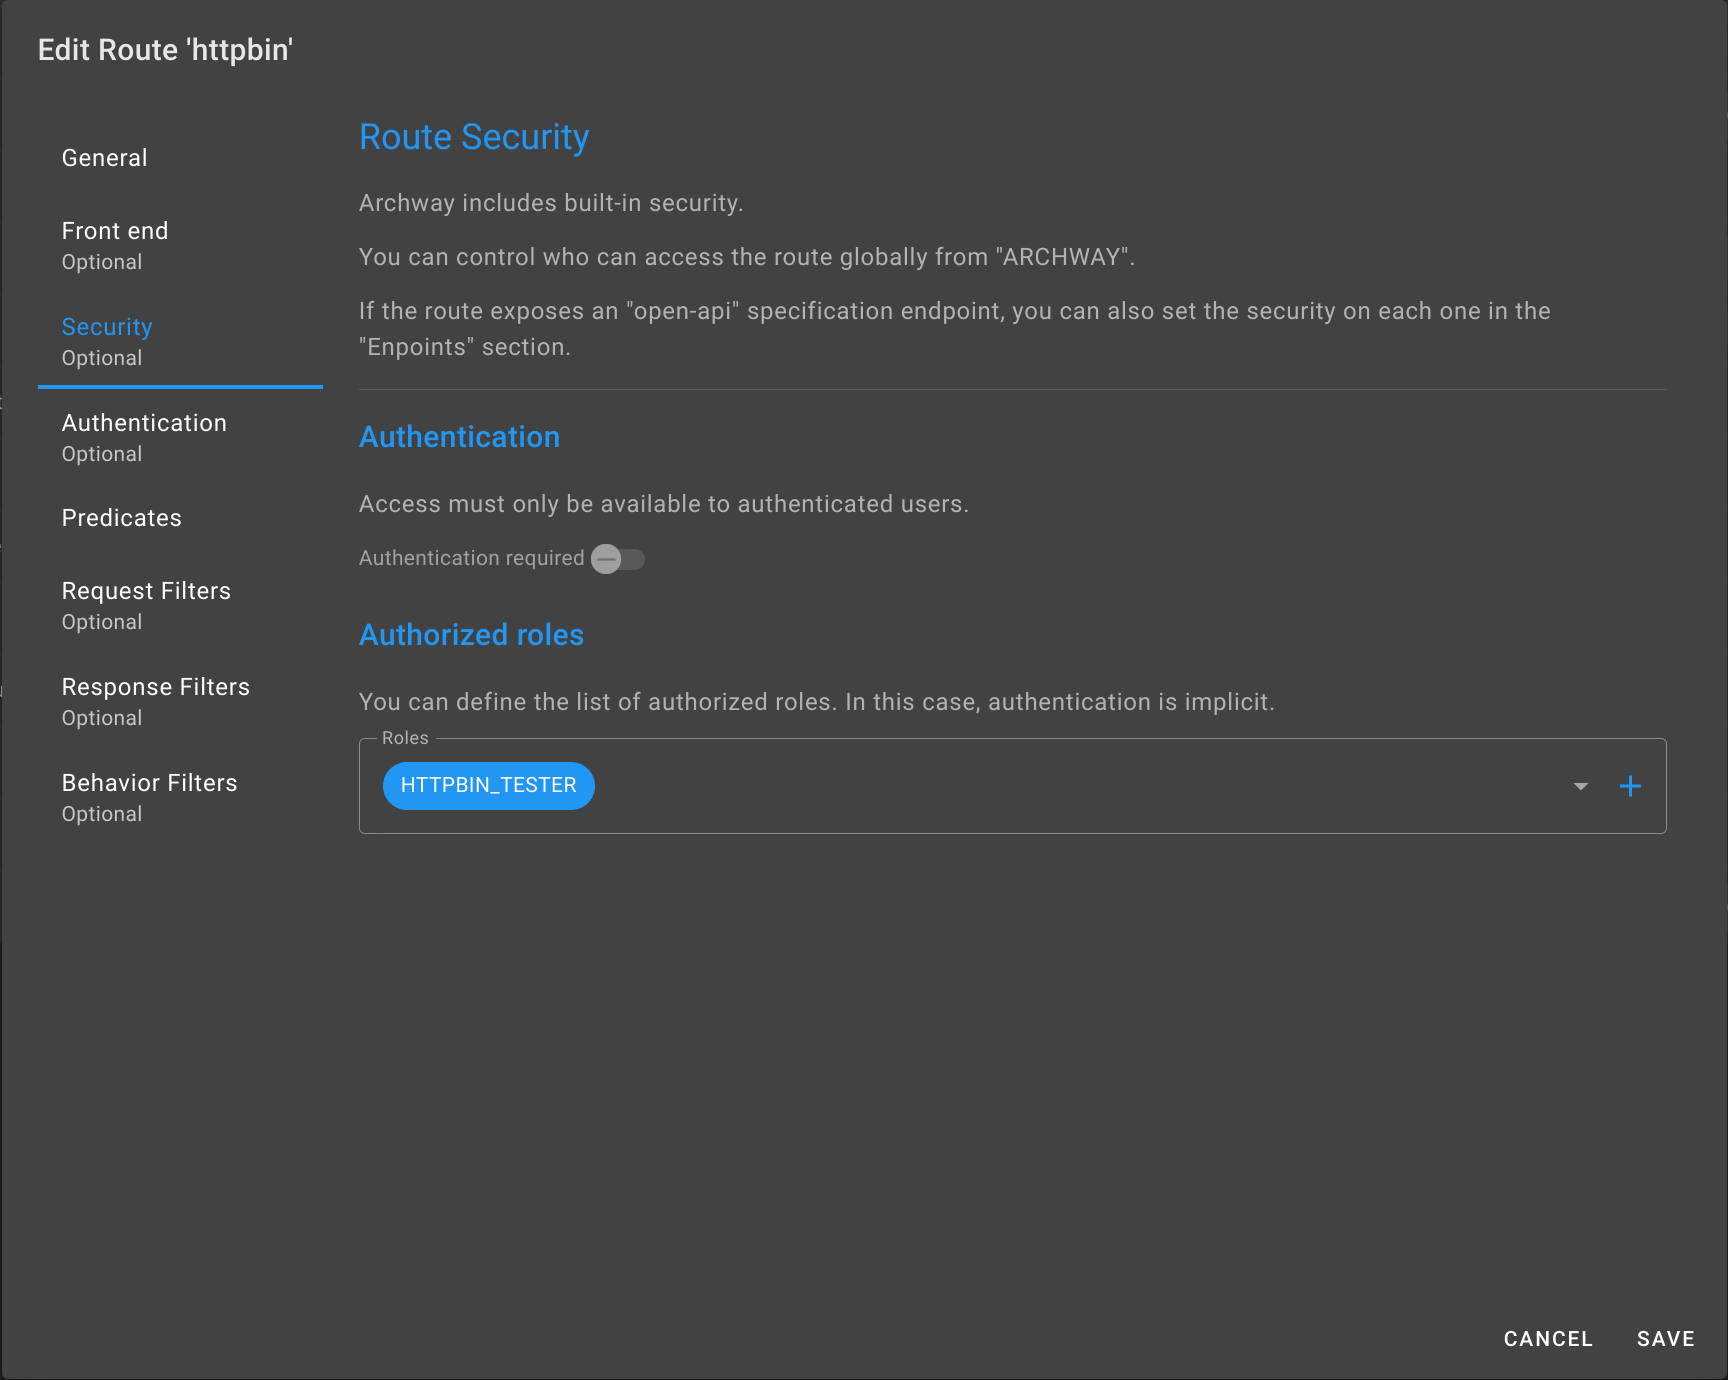 Edit Route 'httpbin'
General
Front end
Optional
Security
Optional
Authentication
Optional
Predicates
Request Filters
Optional
Response Filters
Optional
Behavior Filters
Optional
Route Security
Archway includes built-in security.
You can control who can access the route globally from "ARCHWAY".
If the route exposes an "open-api" specification endpoint, you can also set the security on each one in the
"Enpoints" section.
Authentication
Access must only be available to authenticated users.
Authentication required
Authorized roles
You can define the list of authorized roles. In this case, authentication is implicit.
Roles
HTTPBIN_TESTER
CANCEL
SAVE